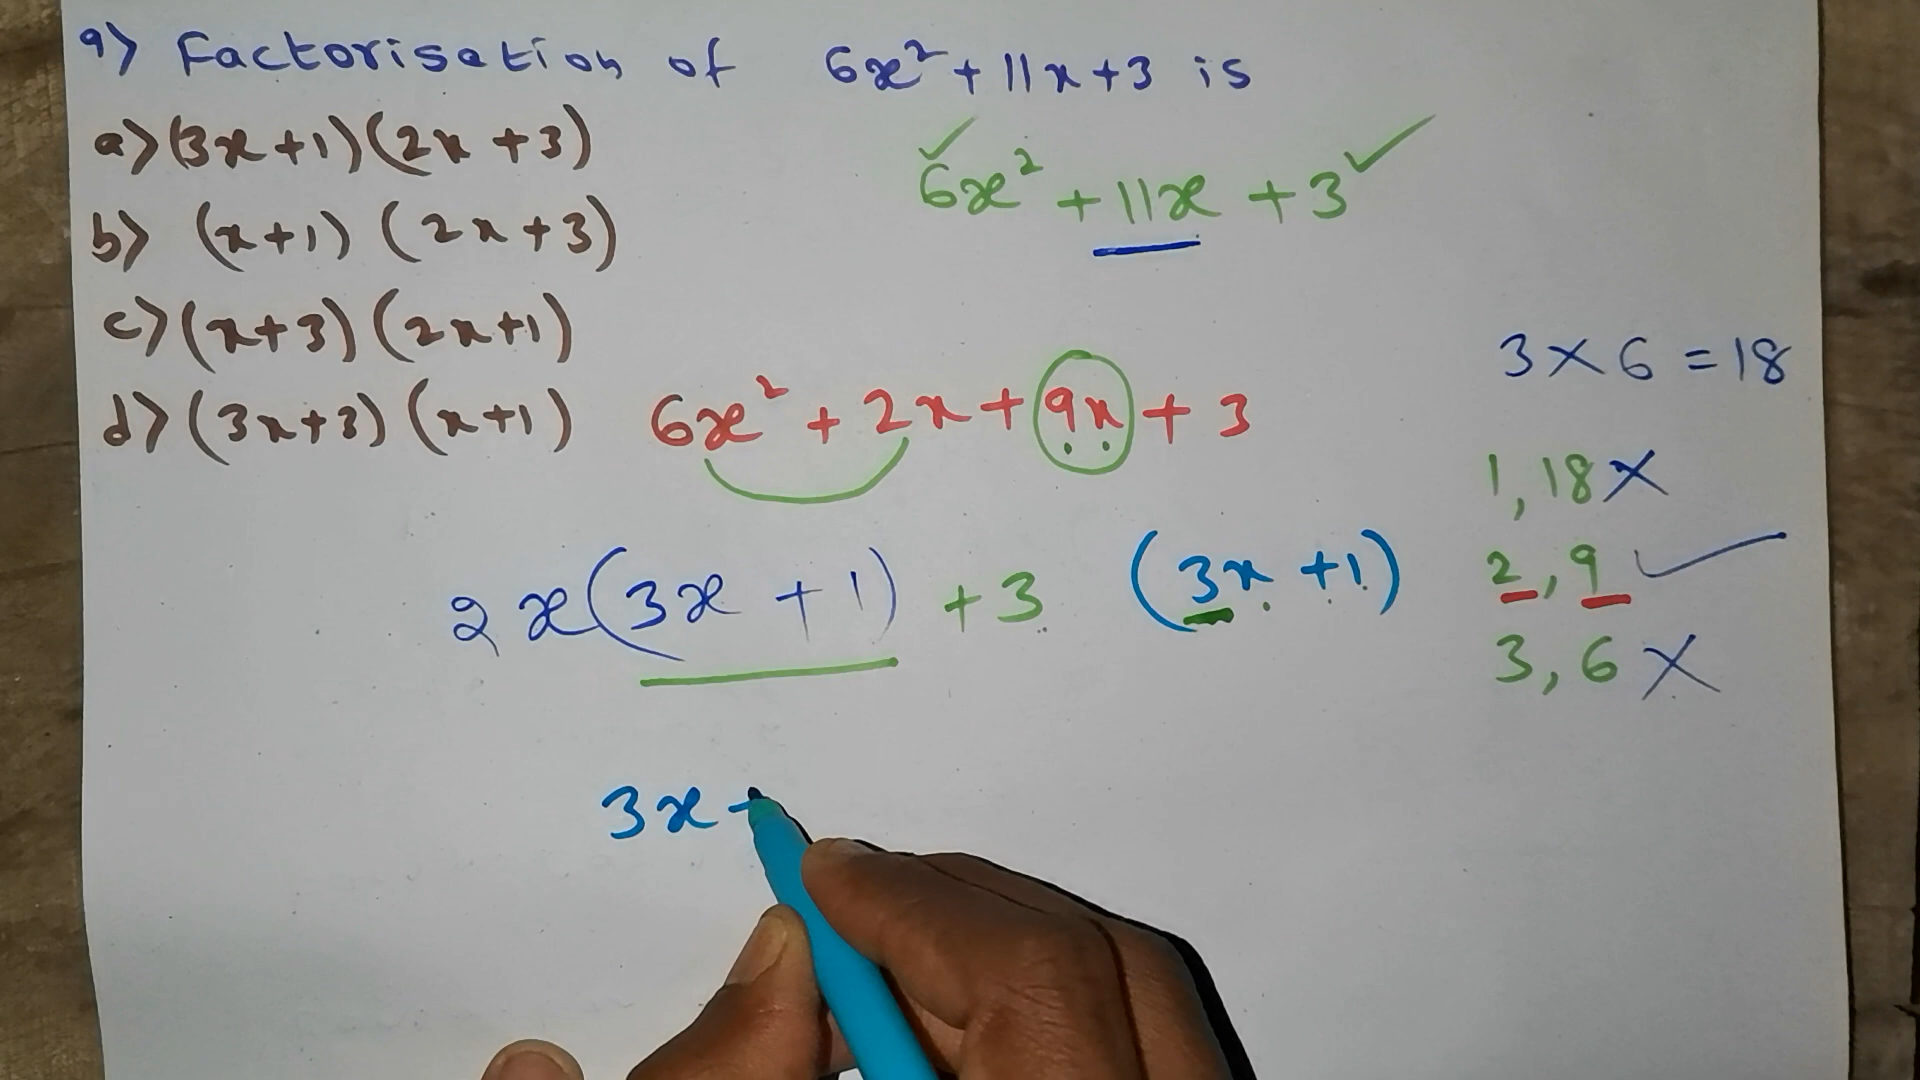 9) Factorisation of 6x² + 11x + 3 is
a) (3x + 1) (2x + 3)
b) (x + 1) (2x + 3)
c) (x + 3) (2x + 1)
d) (3x + 3) (x + 1)
✓6x² + 11x + 3✓
6x² + 2x + 9x + 3
2x(3x + 1) + 3 (3x + 1)
3x +
3 × 6 = 18
1, 18 ×
2, 9 ✓
3, 6 ×